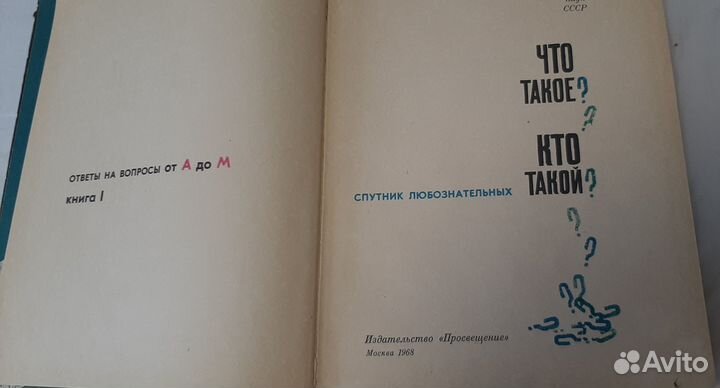 ОТВЕТЫ НА ВОПРОСЫ ОТ А ДО М
КНИГА I
СССР
ЧТО
ТАКОЕ?
КТО
ТАКОЙ?
СПУТНИК ЛЮБОЗНАТЕЛЬНЫХ
Издательство «Просвещение»
Москва 1968
Avito